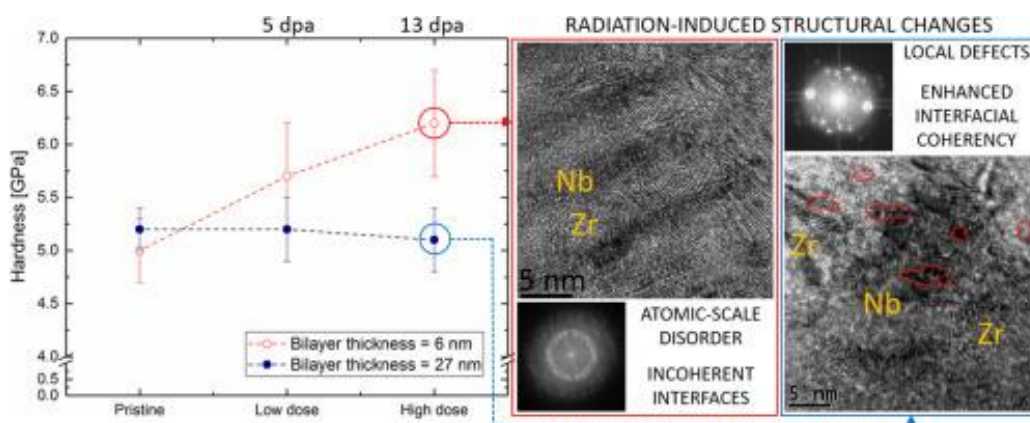 5 dpa
13 dpa
RADIATION-INDUCED STRUCTURAL CHANGES
7.0
6.5
6.0
5.5
5.0
4.5
4.0
0.5
0.0
Hardness [GPa]
Bilayer thickness = 6 nm
Bilayer thickness = 27 nm
Pristine
Low dose
High dose
Nb
Zr
5 nm
ATOMIC-SCALE
DISORDER
INCOHERENT
INTERFACES
LOCAL DEFECTS
ENHANCED
INTERFACIAL
COHERENCY
Zr
Nb
Zr
5 nm